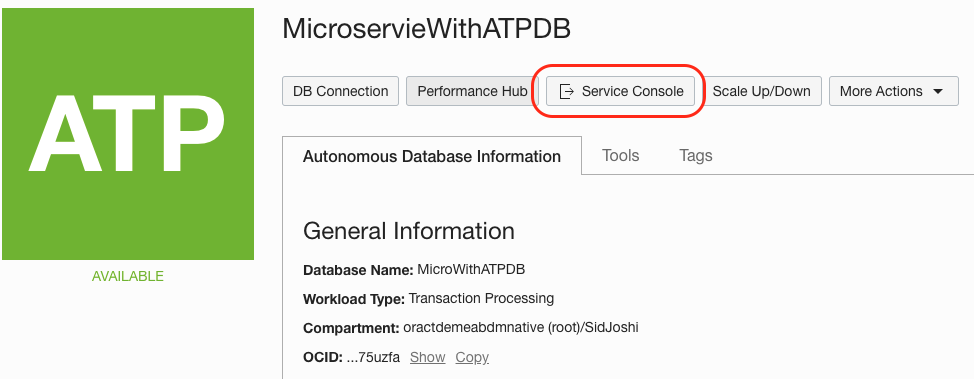 ATP
AVAILABLE
MicroservieWithATPDB
DB Connection Performance Hub Service Console Scale Up/Down More Actions
Autonomous Database Information Tools Tags
General Information
Database Name: MicroWithATPDB
Workload Type: Transaction Processing
Compartment: oractdemeabdmnative (root)/SidJoshi
OCID: ...75uzfa Show Copy